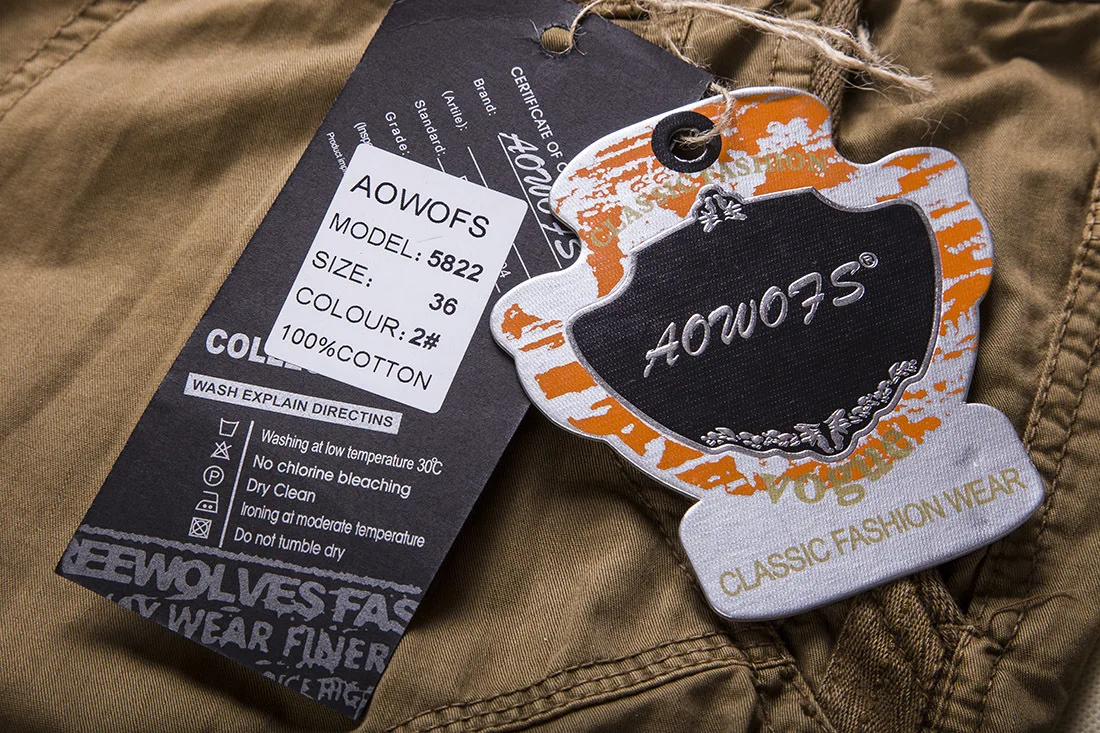 CERTIFICATE OF
Brand: AOWOFS
(Artile):
Standard:
Grade:
AOWOFS
MODEL: 5822
SIZE: 36
COLOUR: 2#
100%COTTON
WASH EXPLAIN DIRECTINS
Washing at low temperature 30℃
No chlorine bleaching
Dry Clean
Ironing at moderate temperature
Do not tumble dry
WEAR FINER
CLASSIC FASHION
AOWOFS®
vogue
CLASSIC FASHION WEAR